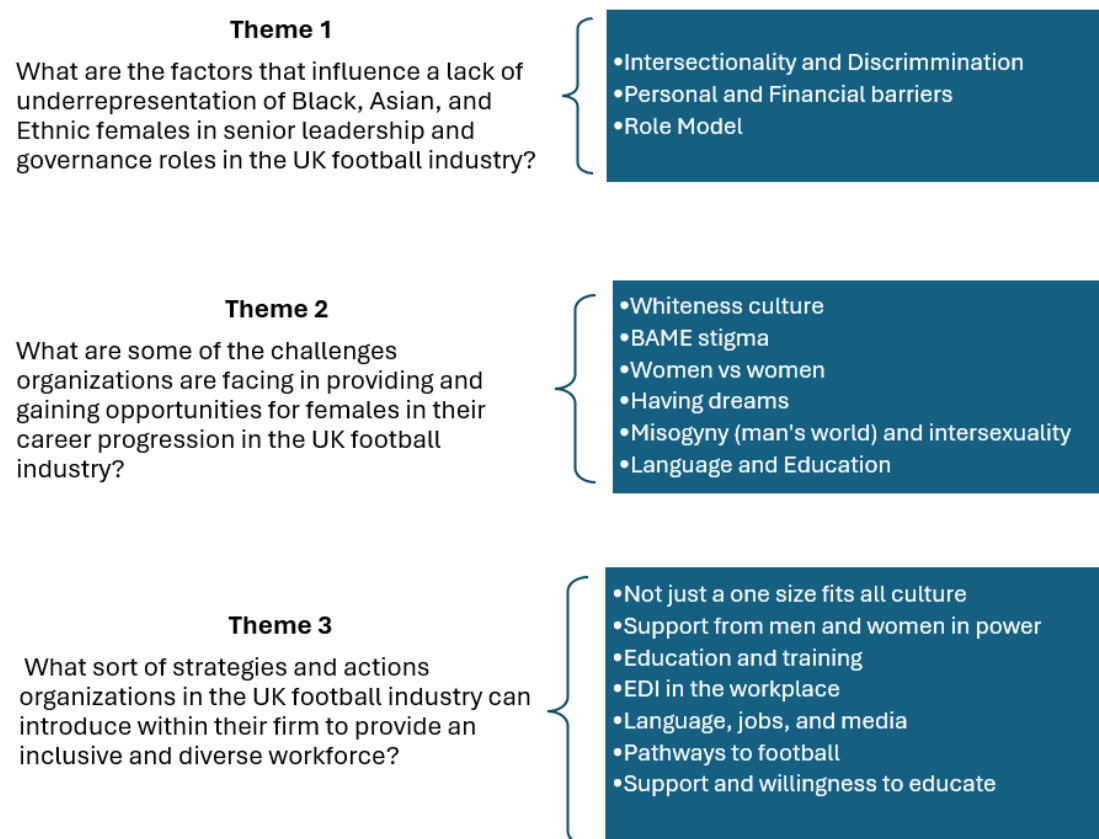 Theme 1
What are the factors that influence a lack of
underrepresentation of Black, Asian, and
Ethnic females in senior leadership and
governance roles in the UK football industry?
•Intersectionality and Discrimmination
•Personal and Financial barriers
•Role Model
Theme 2
What are some of the challenges
organizations are facing in providing and
gaining opportunities for females in their
career progression in the UK football
industry?
•Whiteness culture
•BAME stigma
•Women vs women
•Having dreams
•Misogyny (man's world) and intersexuality
•Language and Education
Theme 3
What sort of strategies and actions
organizations in the UK football industry can
introduce within their firm to provide an
inclusive and diverse workforce?
•Not just a one size fits all culture
•Support from men and women in power
•Education and training
•EDI in the workplace
•Language, jobs, and media
•Pathways to football
•Support and willingness to educate